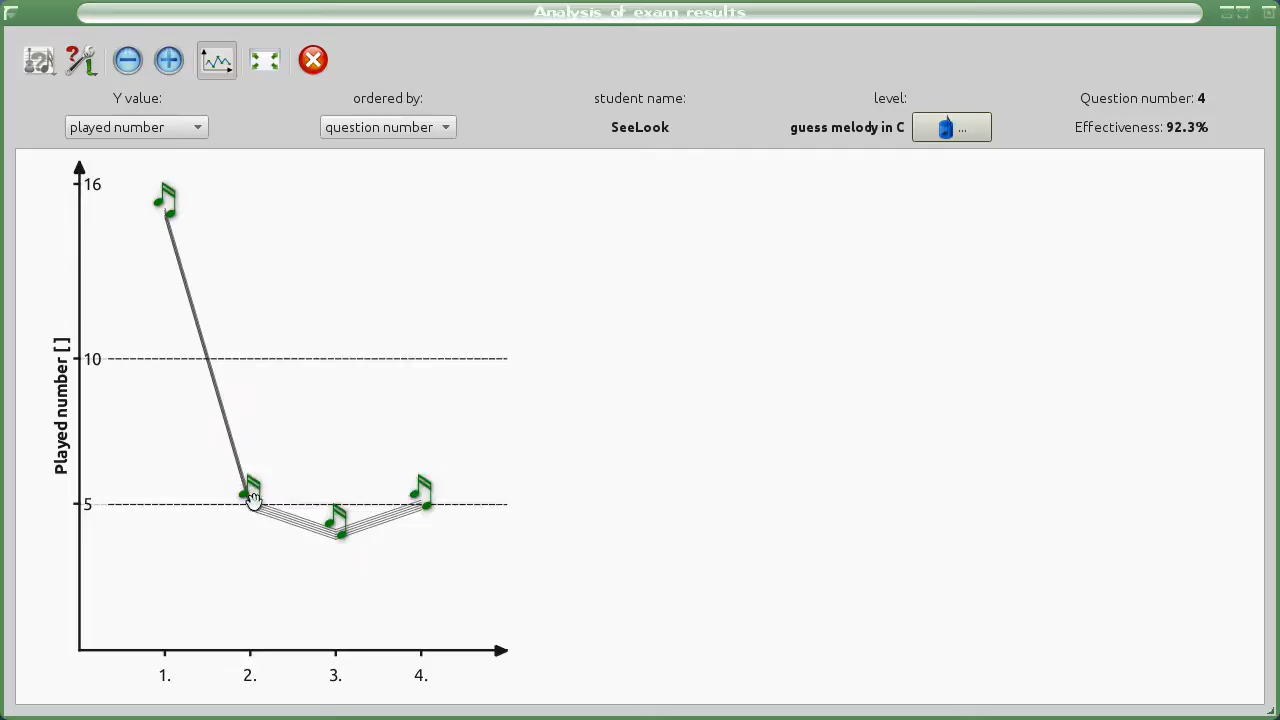 Analysis of exam results
Y value:
ordered by:
student name:
level:
Question number: 4
played number
question number
SeeLook
guess melody in C
...
Effectiveness: 92.3%
16
10
5
Played number [ ]
1.
2.
3.
4.